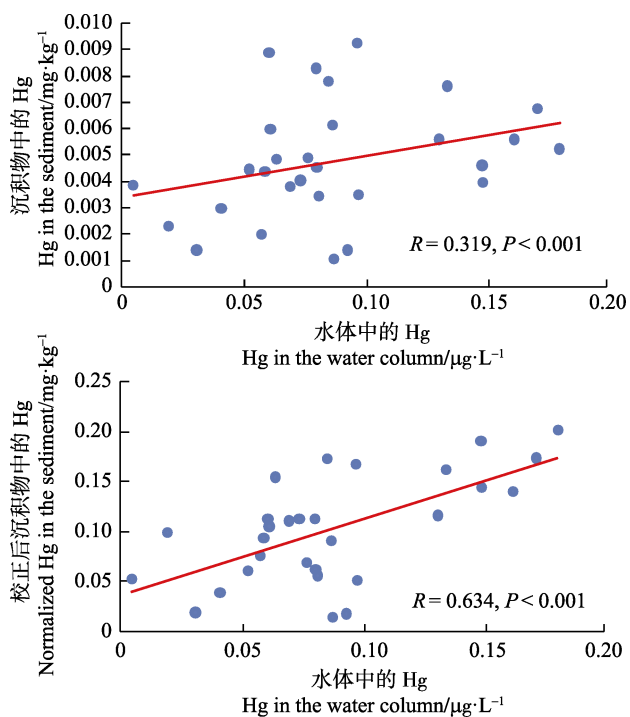 沉积物中的 Hg
Hg in the sediment/mg·kg⁻¹
0.010
0.009
0.008
0.007
0.006
0.005
0.004
0.003
0.002
0.001
0
R = 0.319, P < 0.001
0
0.05
0.10
0.15
0.20
水体中的 Hg
Hg in the water column/μg·L⁻¹
校正后沉积物中的 Hg
Normalized Hg in the sediment/mg·kg⁻¹
0.25
0.20
0.15
0.10
0.05
0
R = 0.634, P < 0.001
0
0.05
0.10
0.15
0.20
水体中的 Hg
Hg in the water column/μg·L⁻¹